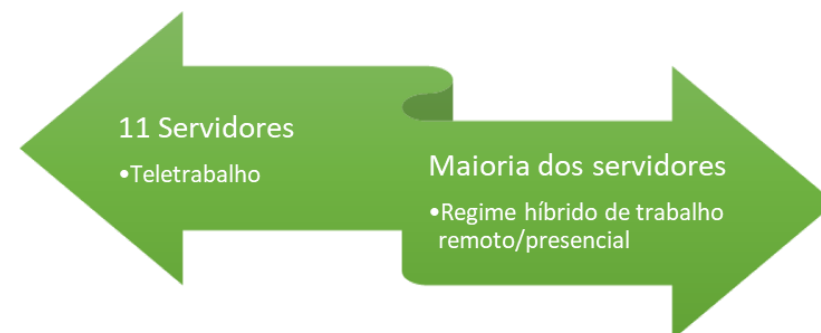 11 Servidores
•Teletrabalho
Maioria dos servidores
•Regime híbrido de trabalho
remoto/presencial